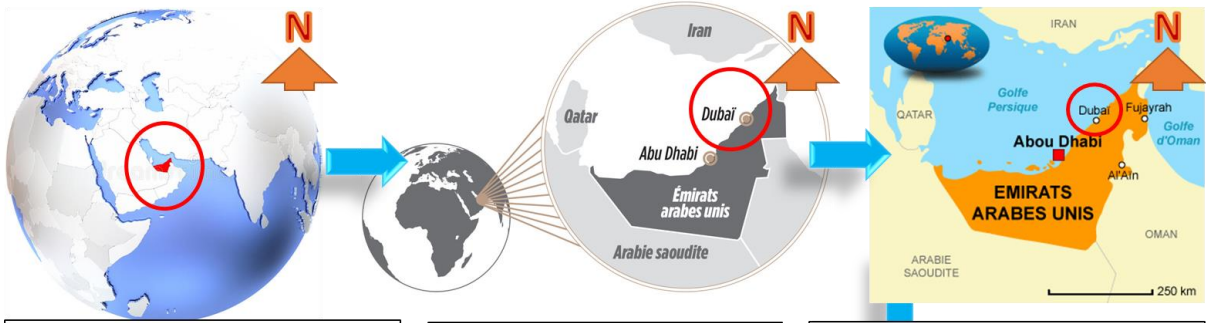 N
Iran
N
Qatar
Dubaï
Abu Dhabi
Émirats
arabes unis
Arabie saoudite
IRAN
N
Golfe
Persique
QATAR
Dubaï
Fujayrah
Golfe
d'Oman
Abou Dhabi
Al'Aïn
EMIRATS
ARABES UNIS
OMAN
ARABIE
SAOUDITE
250 km